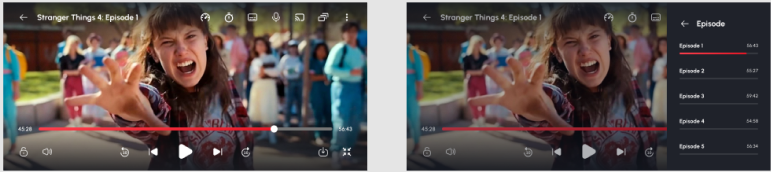 Stranger Things 4: Episode 1
45:28
56:43
Stranger Things 4: Episode 1
45:28
Episode
Episode 1 56:43
Episode 2 55:27
Episode 3 59:42
Episode 4 54:58
Episode 5 56:34